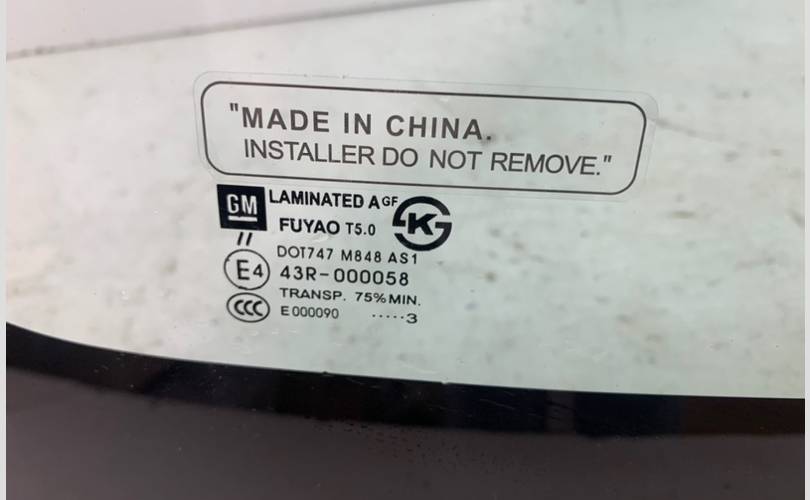 "MADE IN CHINA.
INSTALLER DO NOT REMOVE."
GM LAMINATED AGF
FUYAO T5.0 K
//
DOT747 M848 AS1
E4 43R-000058
TRANSP. 75% MIN.
CCC E000090 ·····3